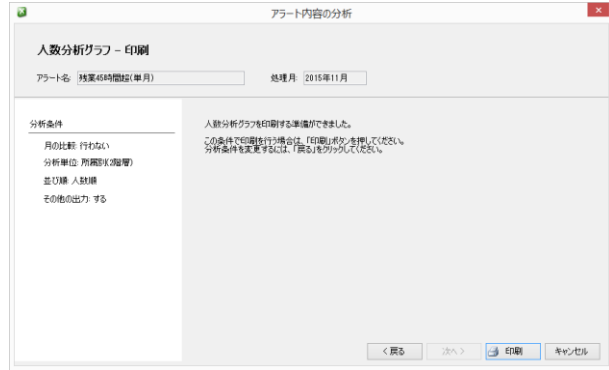 アラート内容の分析
人数分析グラフ － 印刷
アラート名: 残業45時間超(単月)
処理月: 2015年11月
分析条件
月の比較: 行わない
分析単位: 所属別(2階層)
並び順: 人数順
その他の出力: する
人数分析グラフを印刷する準備ができました。
この条件で印刷を行う場合は、「印刷」ボタンを押してください。
分析条件を変更するには、「戻る」をクリックしてください。
< 戻る
次へ >
印刷
キャンセル